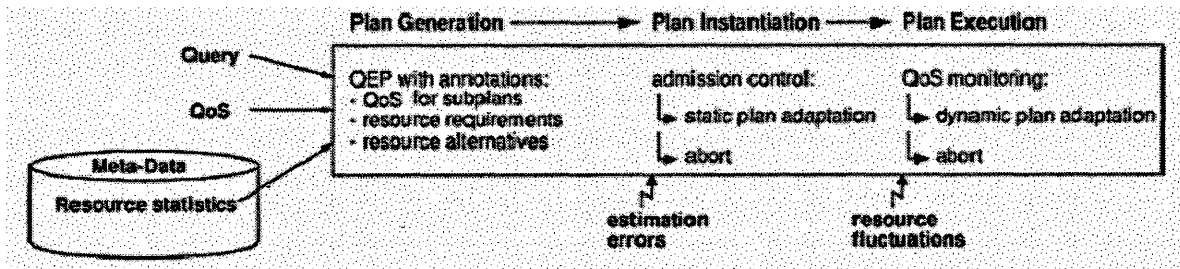 Plan Generation Plan Instantiation Plan Execution
Query
QoS
Meta-Data
Resource statistics
QEP with annotations:
- QoS for subplans
- resource requirements
- resource alternatives
admission control:
static plan adaptation
abort
QoS monitoring:
dynamic plan adaptation
abort
estimation
errors
resource
fluctuations